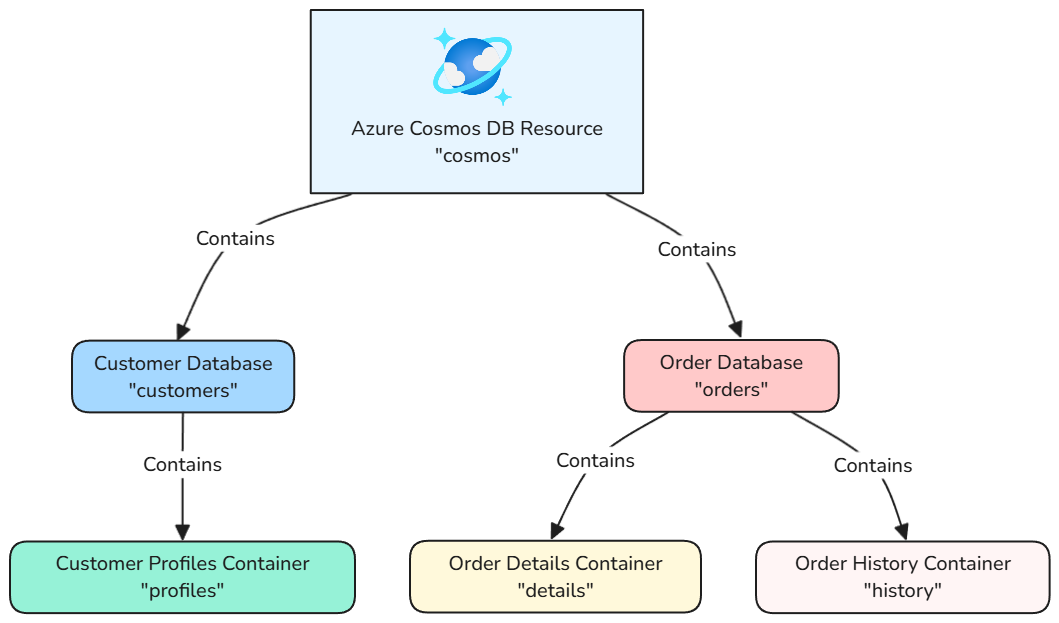 Azure Cosmos DB Resource
"cosmos"
Contains
Contains
Customer Database
"customers"
Order Database
"orders"
Contains
Contains
Contains
Customer Profiles Container
"profiles"
Order Details Container
"details"
Order History Container
"history"